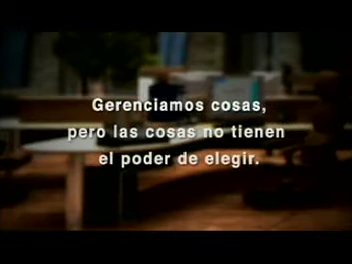 Gerenciamos cosas,
pero las cosas no tienen
el poder de elegir.